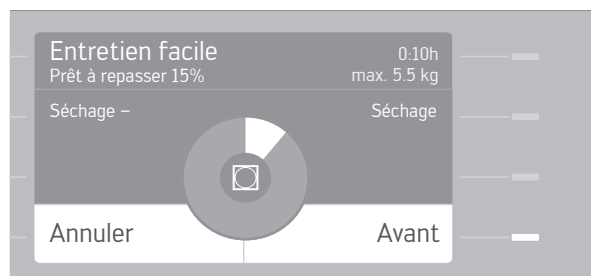 Entretien facile
0:10h
Prêt à repasser 15%
max. 5.5 kg
Séchage –
Séchage
Annuler
Avant